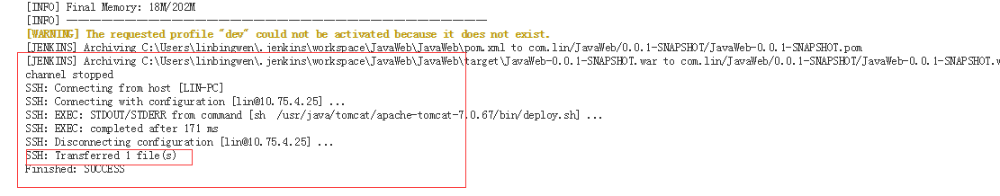 [INFO] Final Memory: 18M/202M
[INFO] ------------------------------------------------------------------------
[WARNING] The requested profile "dev" could not be activated because it does not exist.
[JENKINS] Archiving C:\Users\linbingwen\.jenkins\workspace\JavaWeb\JavaWeb\pom.xml to com.lin/JavaWeb/0.0.1-SNAPSHOT/JavaWeb-0.0.1-SNAPSHOT.pom
[JENKINS] Archiving C:\Users\linbingwen\.jenkins\workspace\JavaWeb\JavaWeb\target\JavaWeb-0.0.1-SNAPSHOT.war to com.lin/JavaWeb/0.0.1-SNAPSHOT/JavaWeb-0.0.1-SNAPSHOT.w
channel stopped
SSH: Connecting from host [LIN-PC]
SSH: Connecting with configuration [lin@10.75.4.25] ...
SSH: EXEC: STDOUT/STDERR from command [sh  /usr/java/tomcat/apache-tomcat-7.0.67/bin/deploy.sh] ...
SSH: EXEC: completed after 171 ms
SSH: Disconnecting configuration [lin@10.75.4.25] ...
SSH: Transferred 1 file(s)
Finished: SUCCESS